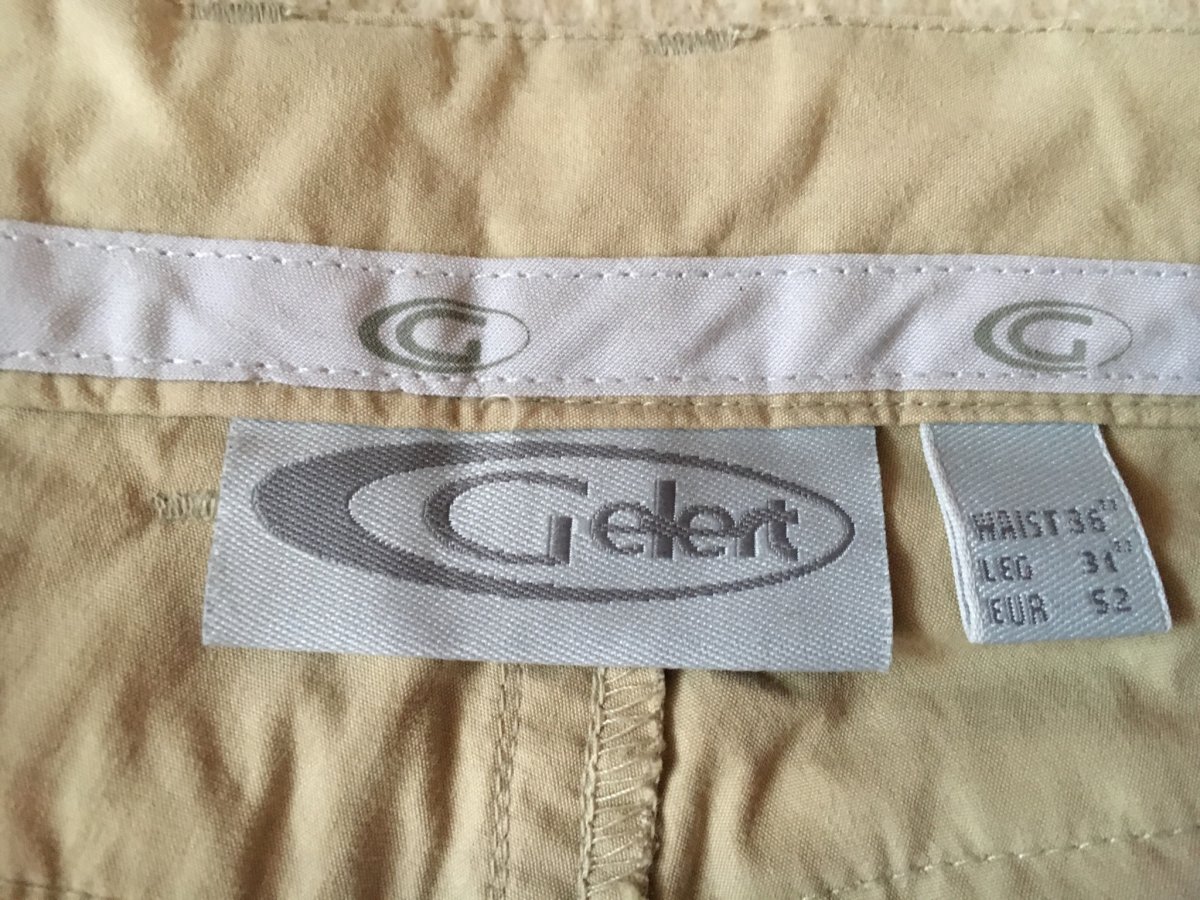 G G
Gelert
WAIST 36"
LEG 31"
EUR 52